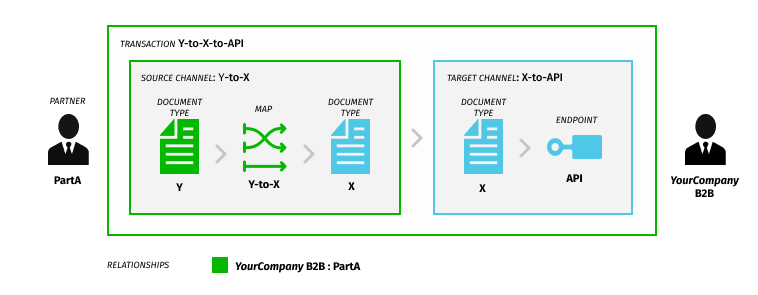 TRANSACTION Y-to-X-to-API
SOURCE CHANNEL: Y-to-X
TARGET CHANNEL: X-to-API
PARTNER
DOCUMENT
TYPE
MAP
DOCUMENT
TYPE
DOCUMENT
TYPE
ENDPOINT
PartA
Y
Y-to-X
X
X
API
YourCompany
B2B
RELATIONSHIPS
YourCompany B2B : PartA